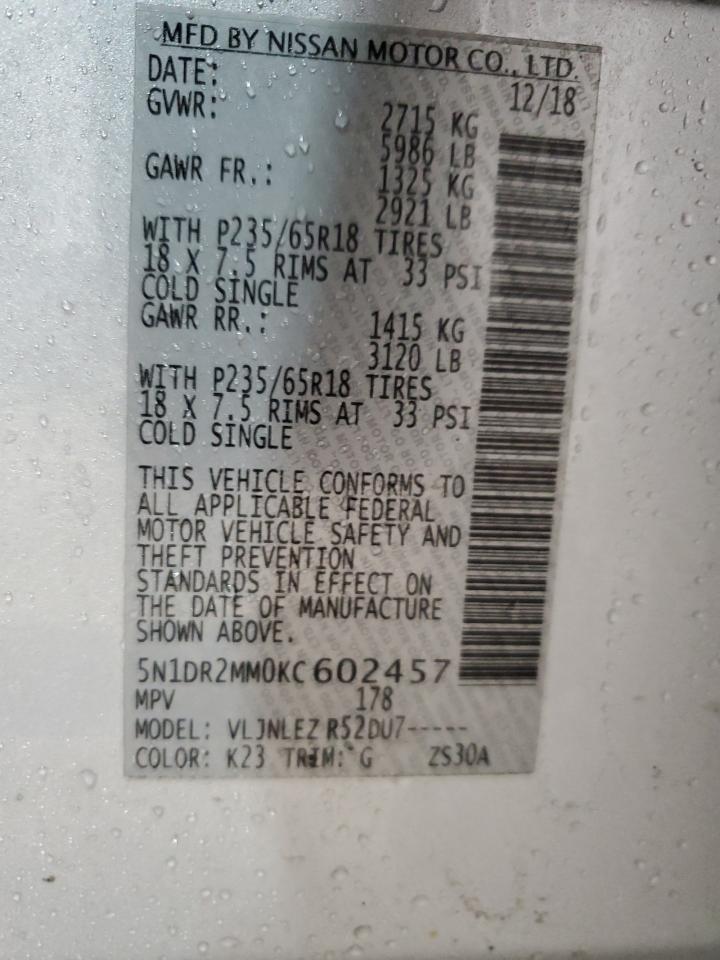 MFD BY NISSAN MOTOR CO., LTD.
DATE: 12/18
GVWR: 2715 KG
5986 LB
GAWR FR.: 1325 KG
2921 LB
WITH P235/65R18 TIRES
18 X 7.5 RIMS AT 33 PSI
COLD SINGLE
GAWR RR.: 1415 KG
3120 LB
WITH P235/65R18 TIRES
18 X 7.5 RIMS AT 33 PSI
COLD SINGLE
THIS VEHICLE CONFORMS TO
ALL APPLICABLE FEDERAL
MOTOR VEHICLE SAFETY AND
THEFT PREVENTION
STANDARDS IN EFFECT ON
THE DATE OF MANUFACTURE
SHOWN ABOVE.
5N1DR2MM0KC602457
MPV 178
MODEL: VLJNLEZ R52DU7-----
COLOR: K23 TRIM: G ZS30A